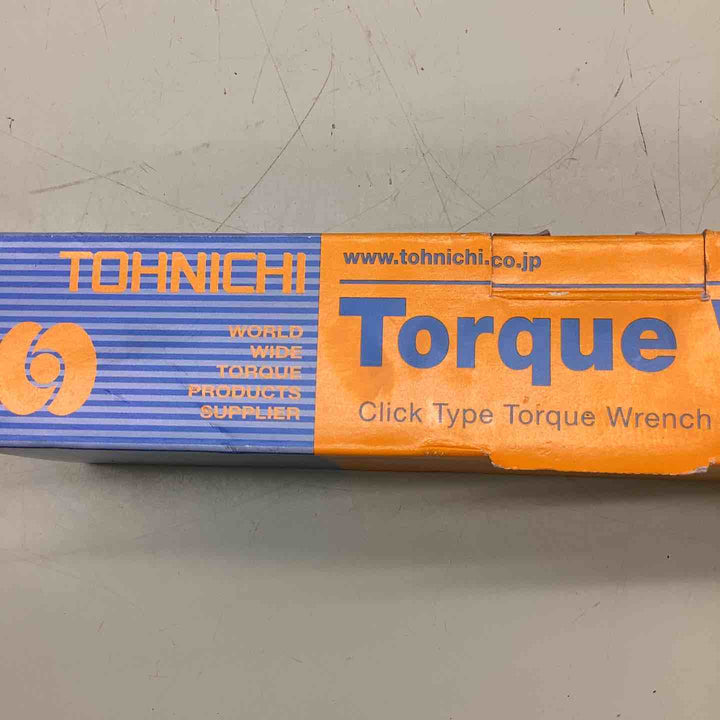 TOHNICHI
WORLD
WIDE
TORQUE
PRODUCTS
SUPPLIER
www.tohnichi.co.jp
Torque
Click Type Torque Wrench